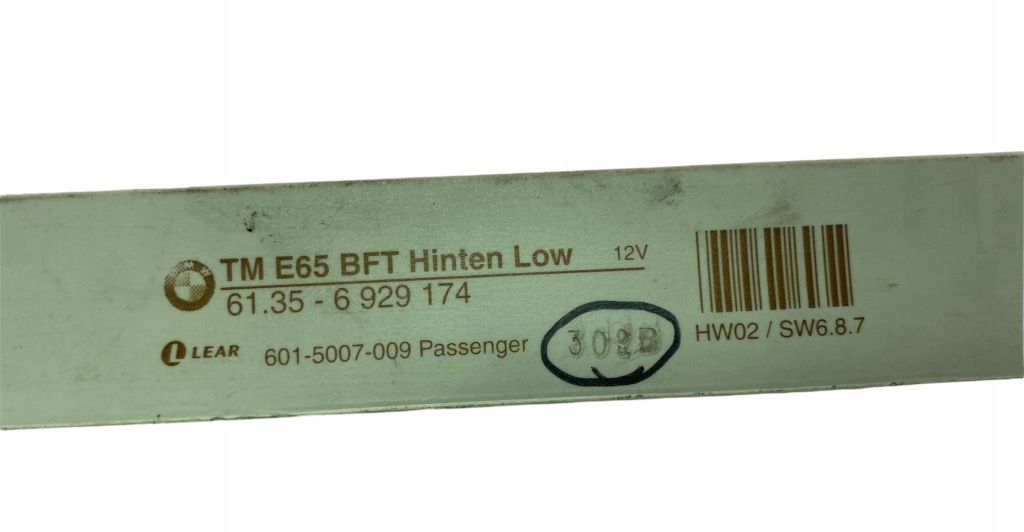 TM E65 BFT Hinten Low 12V
61.35 - 6 929 174
LEAR 601-5007-009 Passenger
HW02 / SW6.8.7